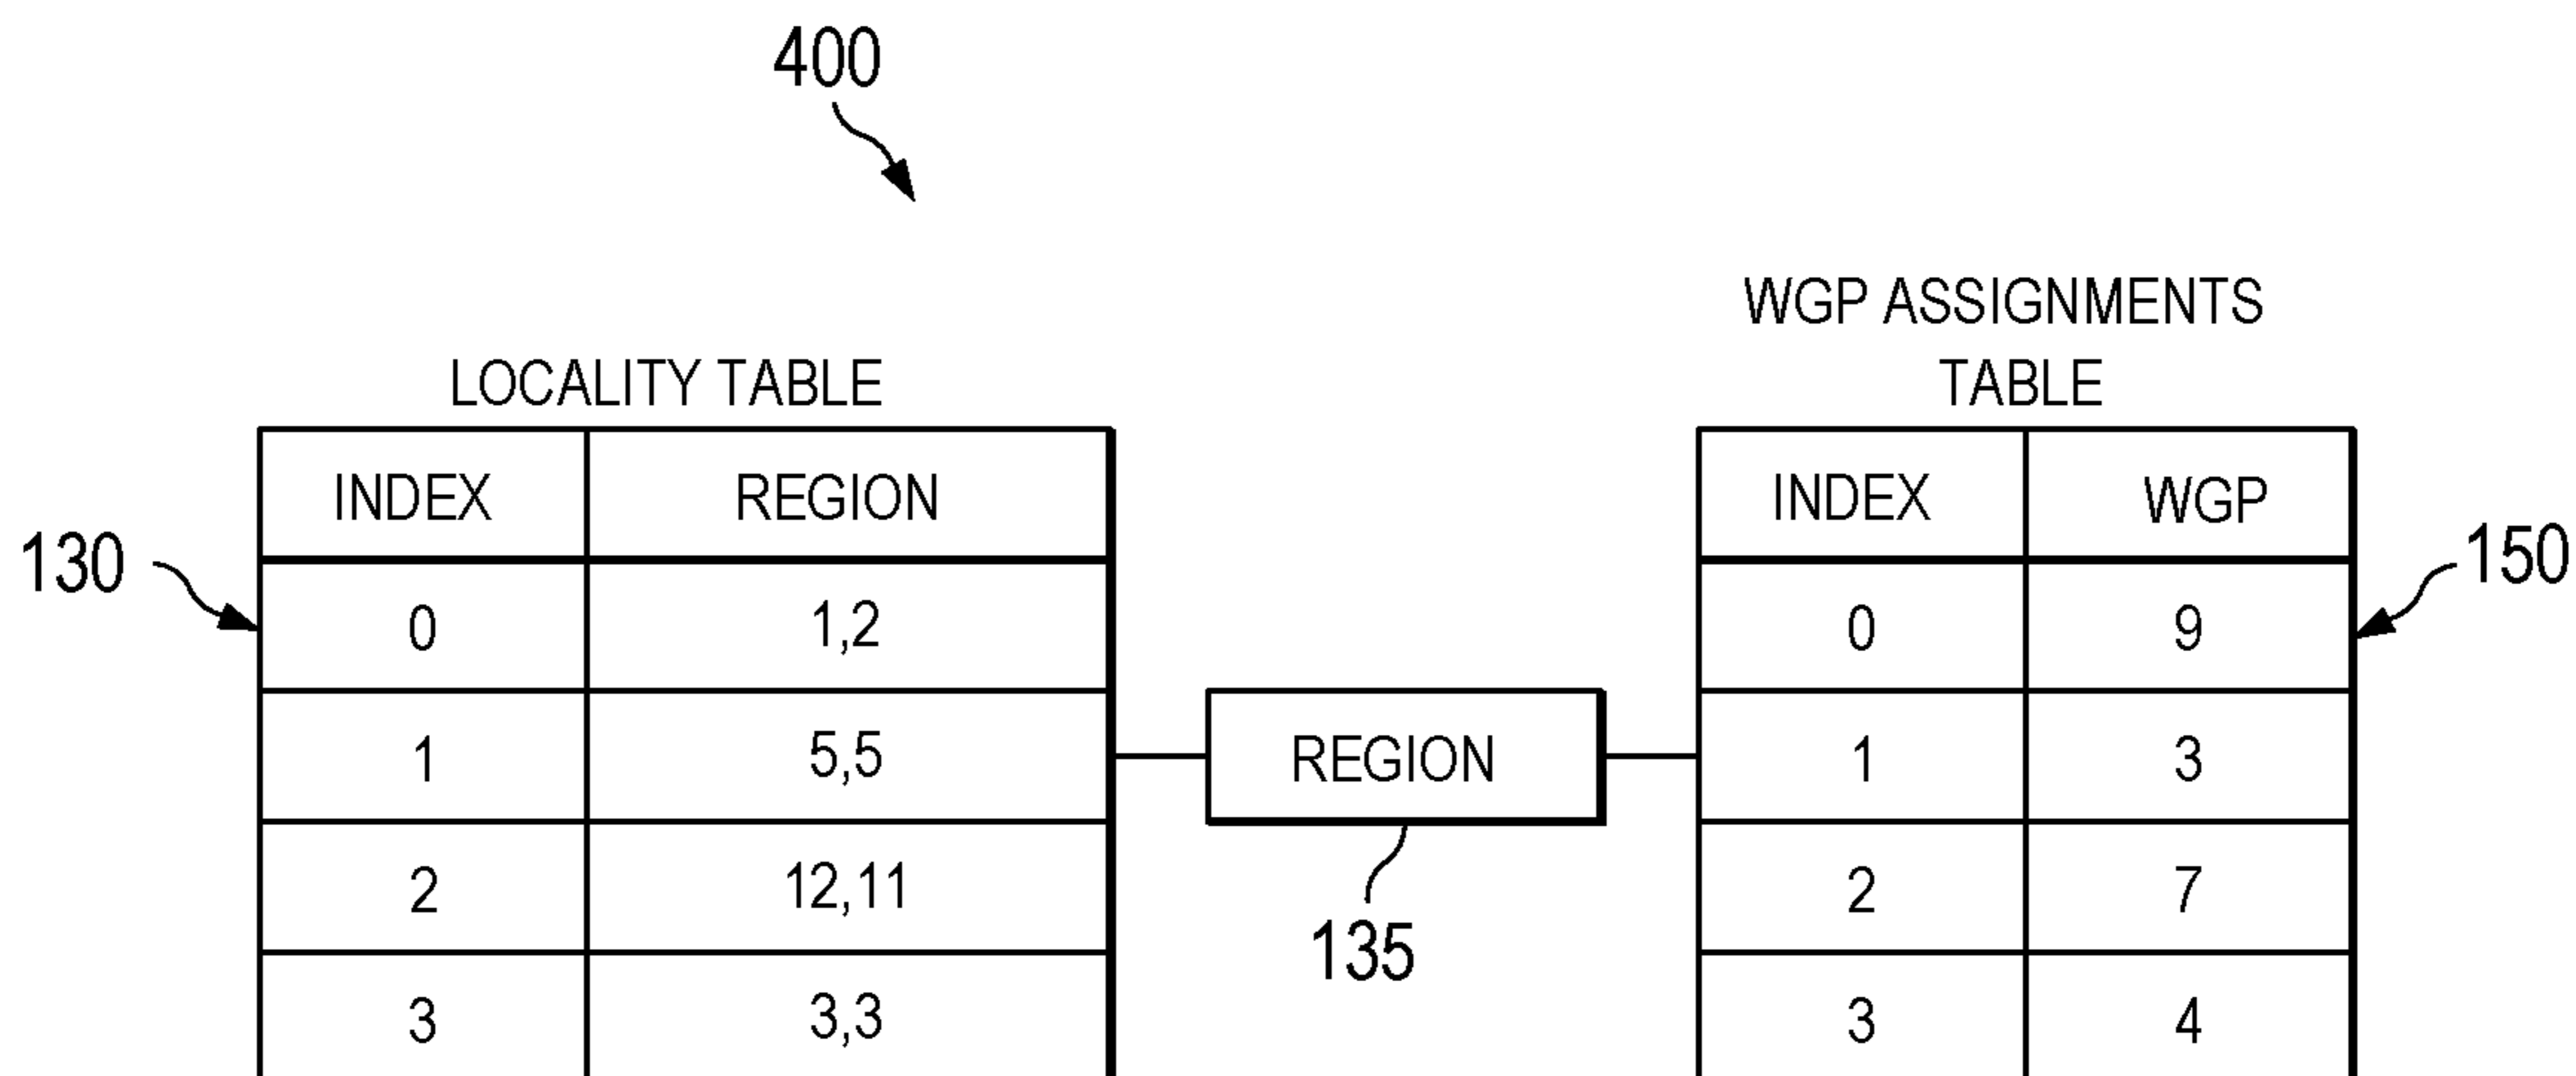 400
WGP ASSIGNMENTS
TABLE
LOCALITY TABLE
INDEX REGION
INDEX WGP
130
150
0 1,2
0 9
1 5,5
REGION
1 3
2 12,11
2 7
135
3 3,3
3 4